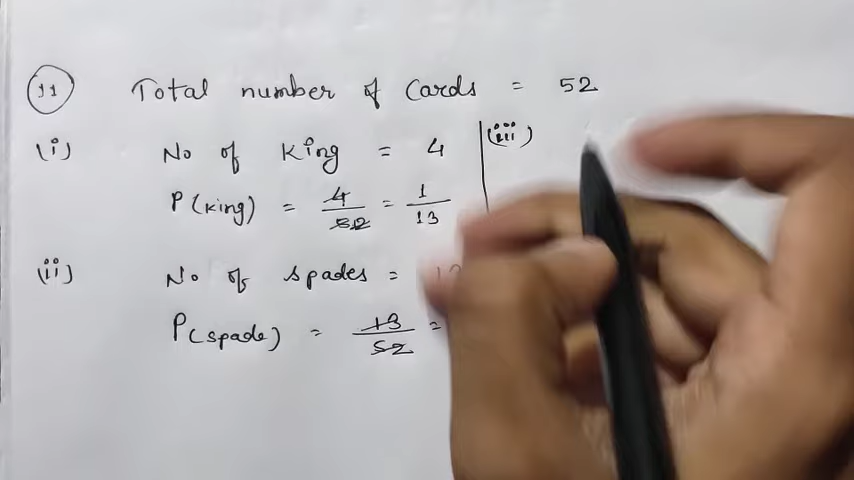 11 Total number of Cards = 52
(i) No of King = 4
P(King) = 4/52 = 1/13
(ii) No of spades =
P(spade) = 13/52 =
(iii)